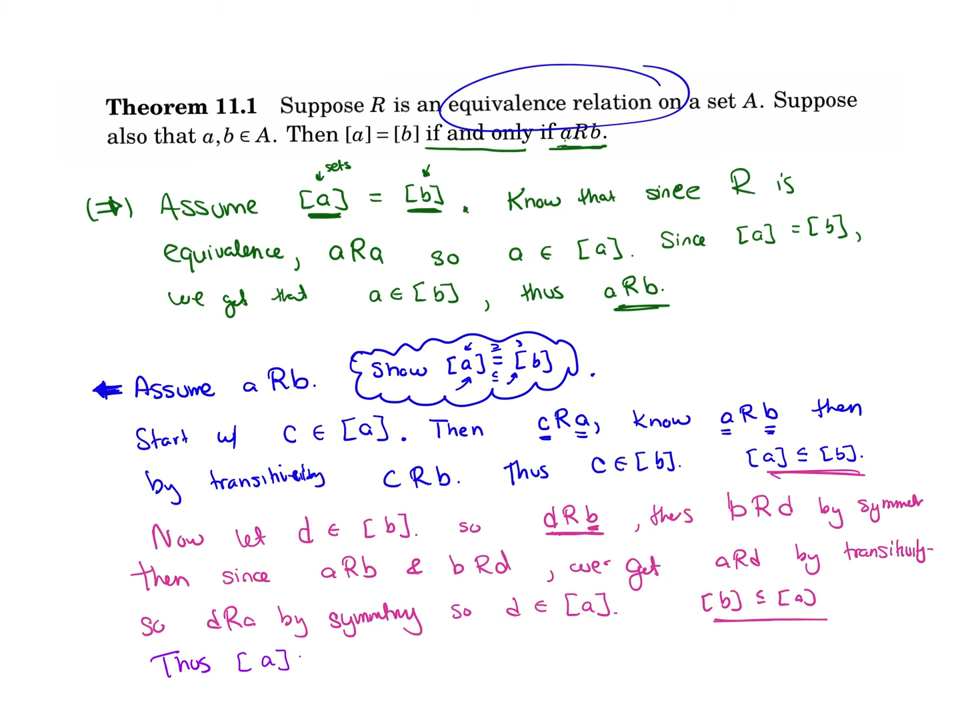 Theorem 11.1 Suppose R is an equivalence relation on a set A. Suppose
also that a, b ∈ A. Then [a] = [b] if and only if aRb.
sets
(⇒) Assume [a] = [b]. Know that since R is
equivalence, aRa so a ∈ [a]. Since [a] = [b],
we get that a ∈ [b], thus aRb.
⇐ Assume aRb. Show [a] = [b].
⊇
⊆
Start w/ c ∈ [a]. Then cRa, know aRb then
by transitivity cRb. Thus c ∈ [b]. [a] ⊆ [b].
Now let d ∈ [b]. so dRb, thus bRd by symmet
then since aRb & bRd, we get aRd by transitivity
so dRa by symmetry so d ∈ [a]. [b] ⊆ [a]
Thus [a]